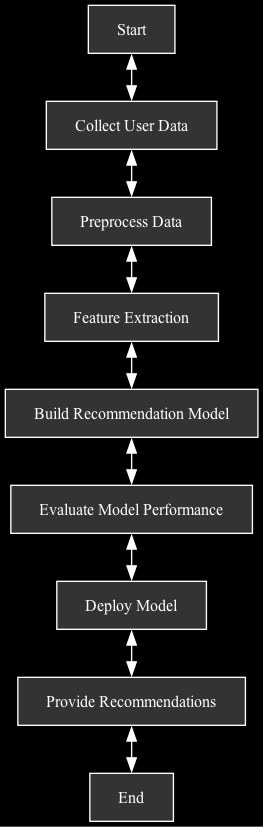 Start
Collect User Data
Preprocess Data
Feature Extraction
Build Recommendation Model
Evaluate Model Performance
Deploy Model
Provide Recommendations
End